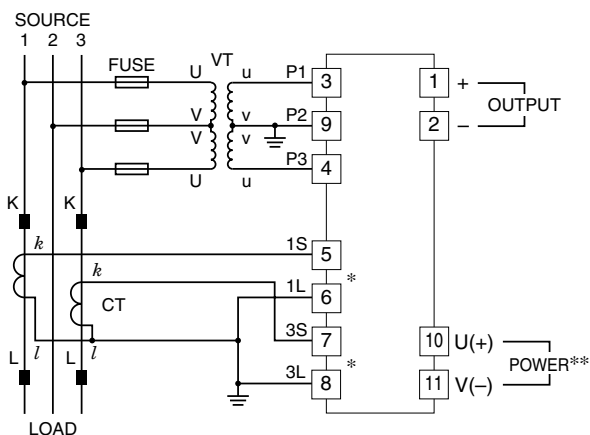 SOURCE
1 2 3
FUSE
VT
U u P1 3 1 +
OUTPUT
V v P2 9 2 –
V v
U u P3 4
K K
k 1S 5
k 1L 6 *
CT
3S 7 10 U(+)
POWER**
L l L l 3L 8 * 11 V(–)
LOAD